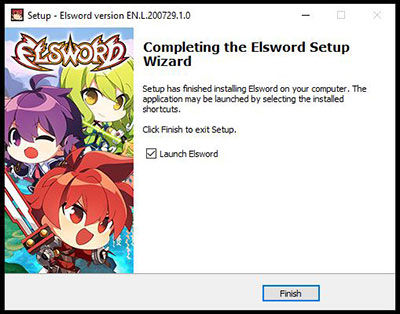 Setup - Elsword version EN.L.200729.1.0
ELSWORD
Completing the Elsword Setup
Wizard
Setup has finished installing Elsword on your computer. The
application may be launched by selecting the installed
shortcuts.
Click Finish to exit Setup.
Launch Elsword
Finish